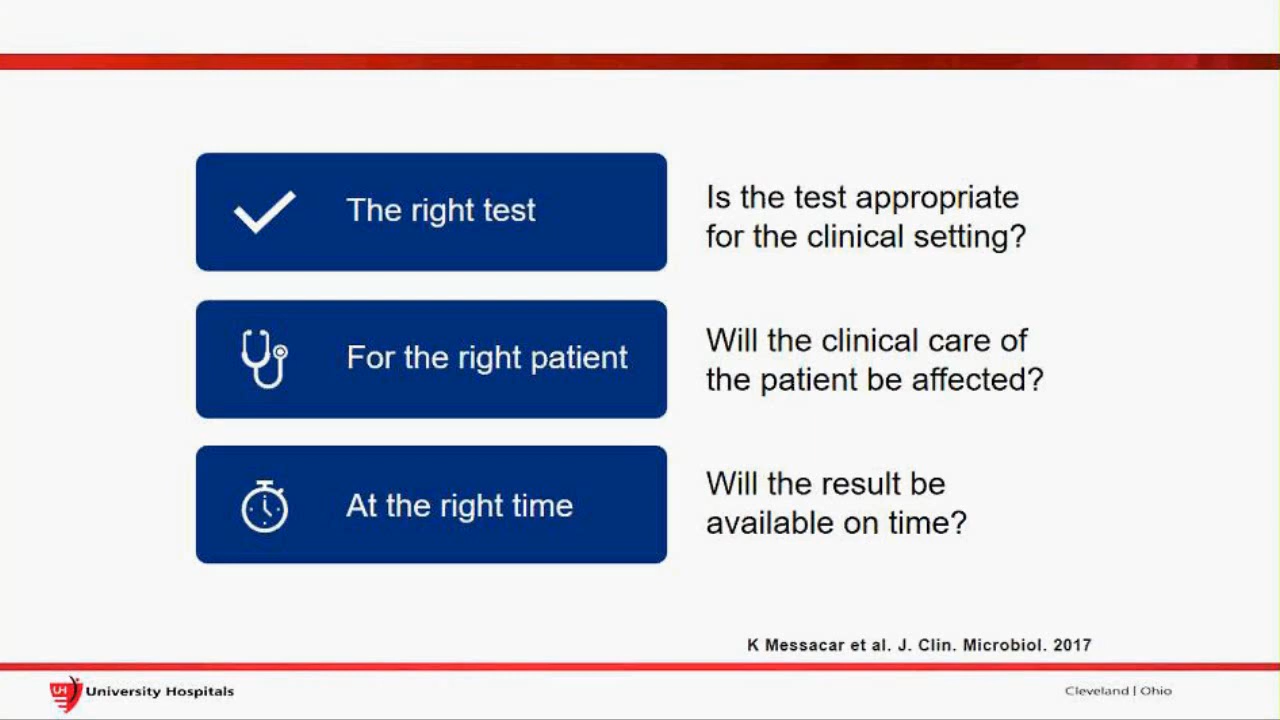 The right test
Is the test appropriate
for the clinical setting?
For the right patient
Will the clinical care of
the patient be affected?
At the right time
Will the result be
available on time?
K Messacar et al. J. Clin. Microbiol. 2017
UH University Hospitals
Cleveland | Ohio